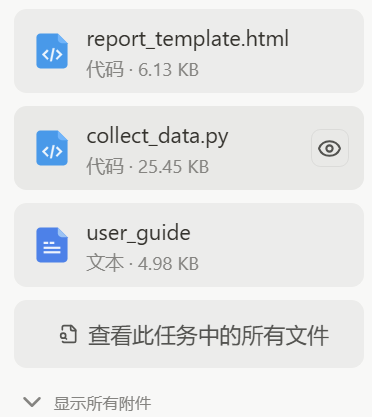 report_template.html
代码 · 6.13 KB
collect_data.py
代码 · 25.45 KB
user_guide
文本 · 4.98 KB
查看此任务中的所有文件
显示所有附件